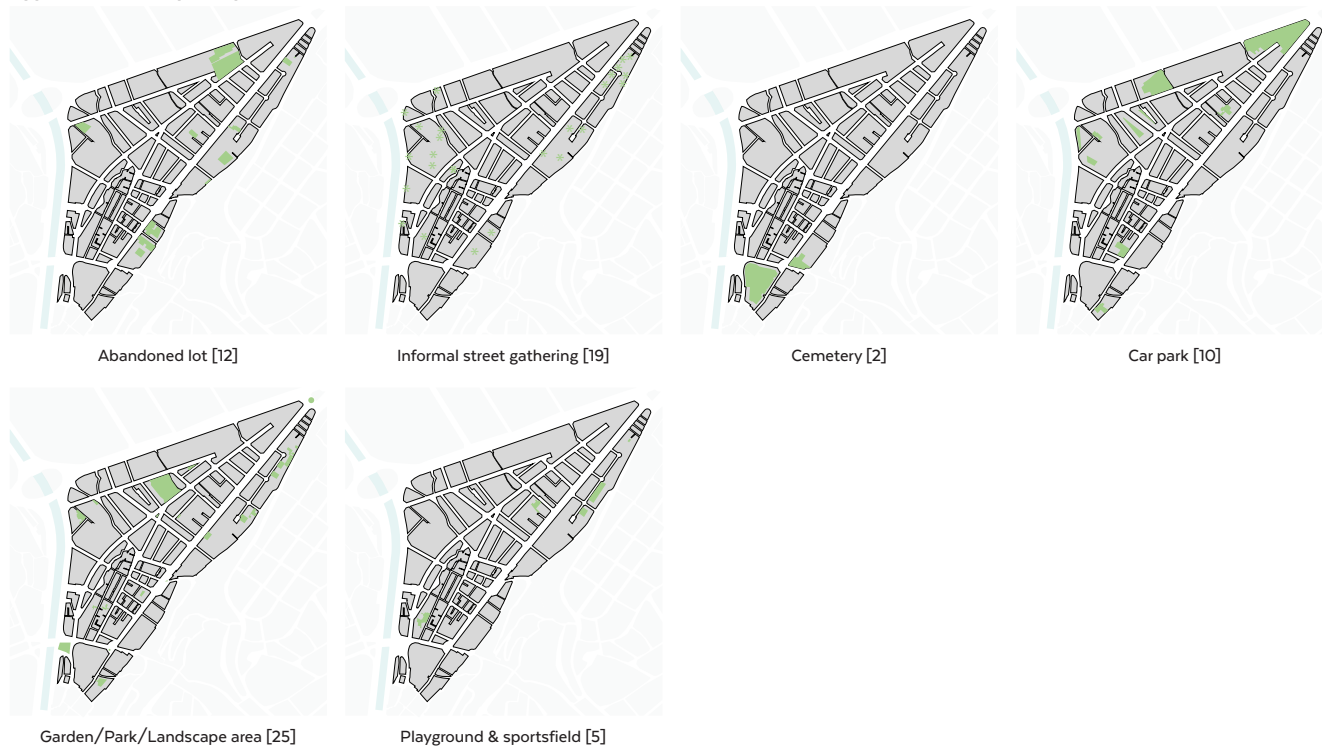 Abandoned lot [12]
Informal street gathering [19]
Cemetery [2]
Car park [10]
Garden/Park/Landscape area [25]
Playground & sportsfield [5]